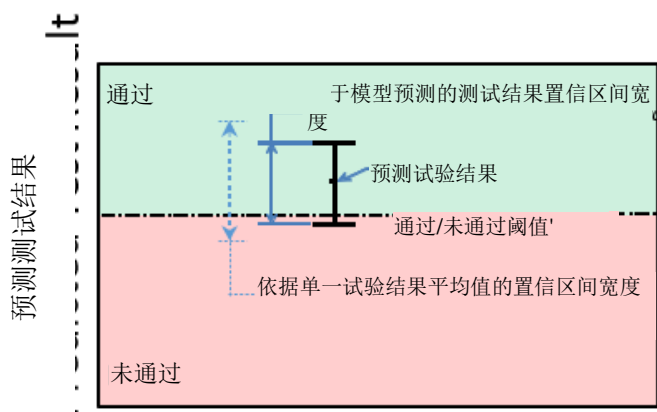 通过
于模型预测的测试结果置信区间宽
度
预测试验结果
通过/未通过阈值'
依据单一试验结果平均值的置信区间宽度
未通过
预测测试结果